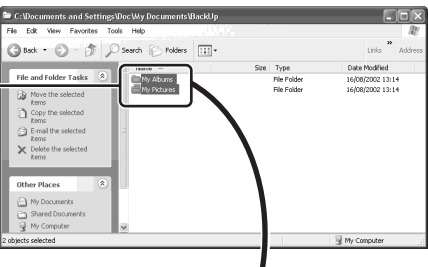 C:\Documents and Settings\Doc\My Documents\BackUp
File Edit View Favorites Tools Help
Back Search Folders Links » Address
File and Folder Tasks
Move the selected
items
Copy the selected
items
E-mail the selected
items
Delete the selected
items
Other Places
My Documents
Shared Documents
My Computer
Size Type Date Modified
My Albums File Folder 16/08/2002 13:14
My Pictures File Folder 16/08/2002 13:14
2 objects selected My Computer